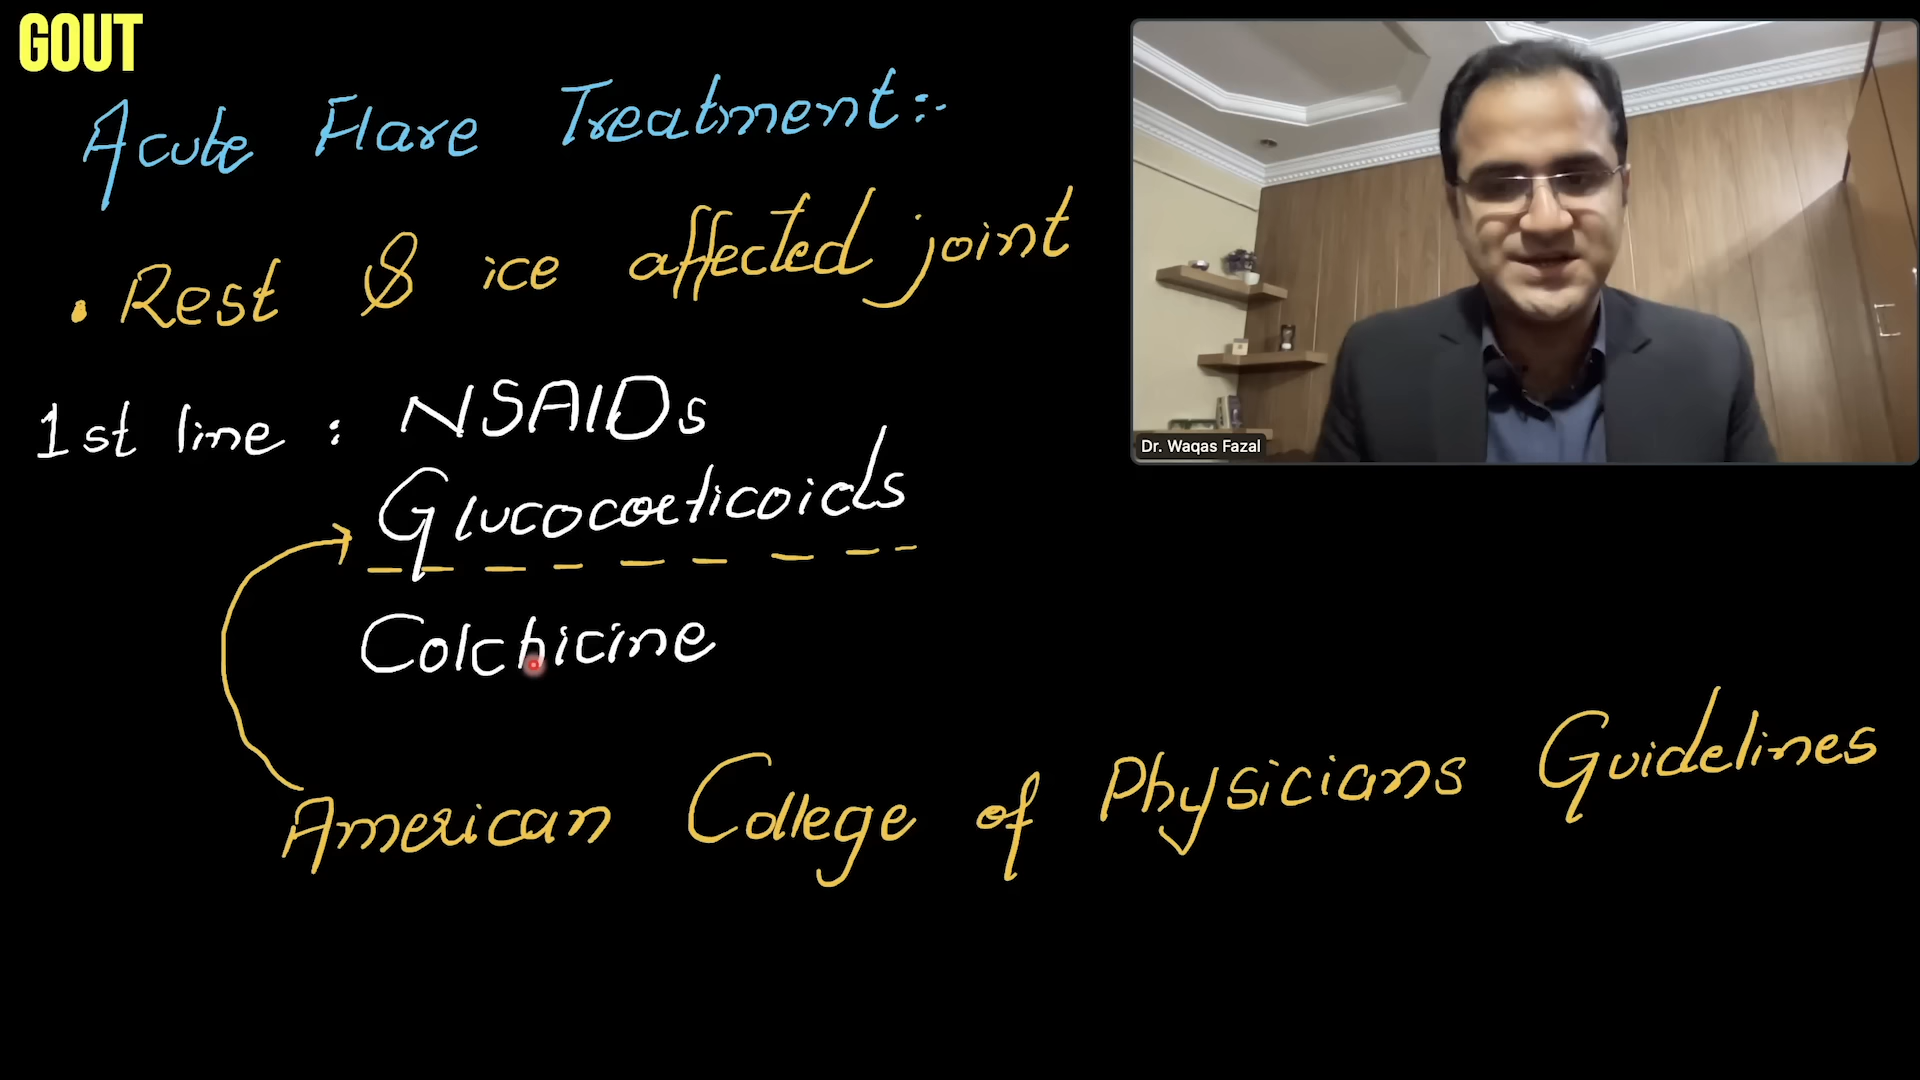 GOUT
Acute Flare Treatment:-
• Rest & ice affected joint
1st line : NSAIDs
Glucocorticoids
Colchicine
American College of Physicians Guidelines
Dr. Waqas Fazal